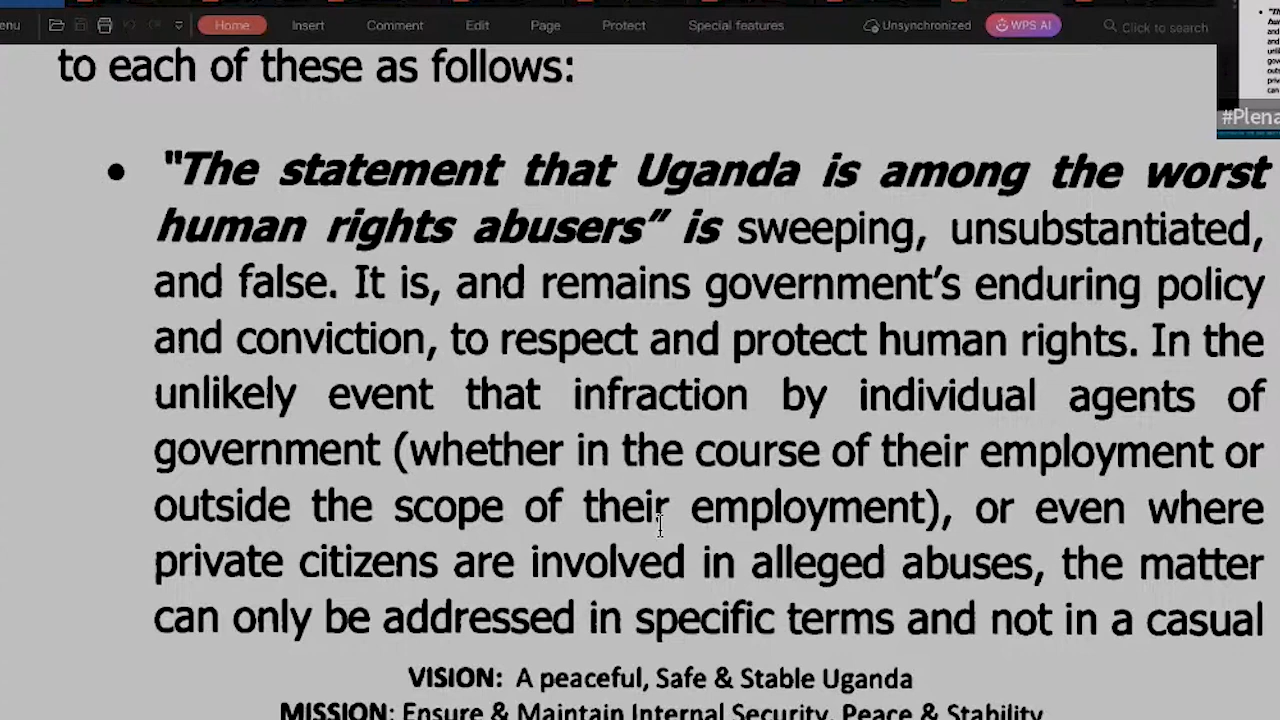 enu Home Insert Comment Edit Page Protect Special features Unsynchronized WPS AI Click to search
#Plena
to each of these as follows:
• "The statement that Uganda is among the worst
human rights abusers” is sweeping, unsubstantiated,
and false. It is, and remains government’s enduring policy
and conviction, to respect and protect human rights. In the
unlikely event that infraction by individual agents of
government (whether in the course of their employment or
outside the scope of their employment), or even where
private citizens are involved in alleged abuses, the matter
can only be addressed in specific terms and not in a casual
VISION: A peaceful, Safe & Stable Uganda
MISSION: Ensure & Maintain Internal Security, Peace & Stability